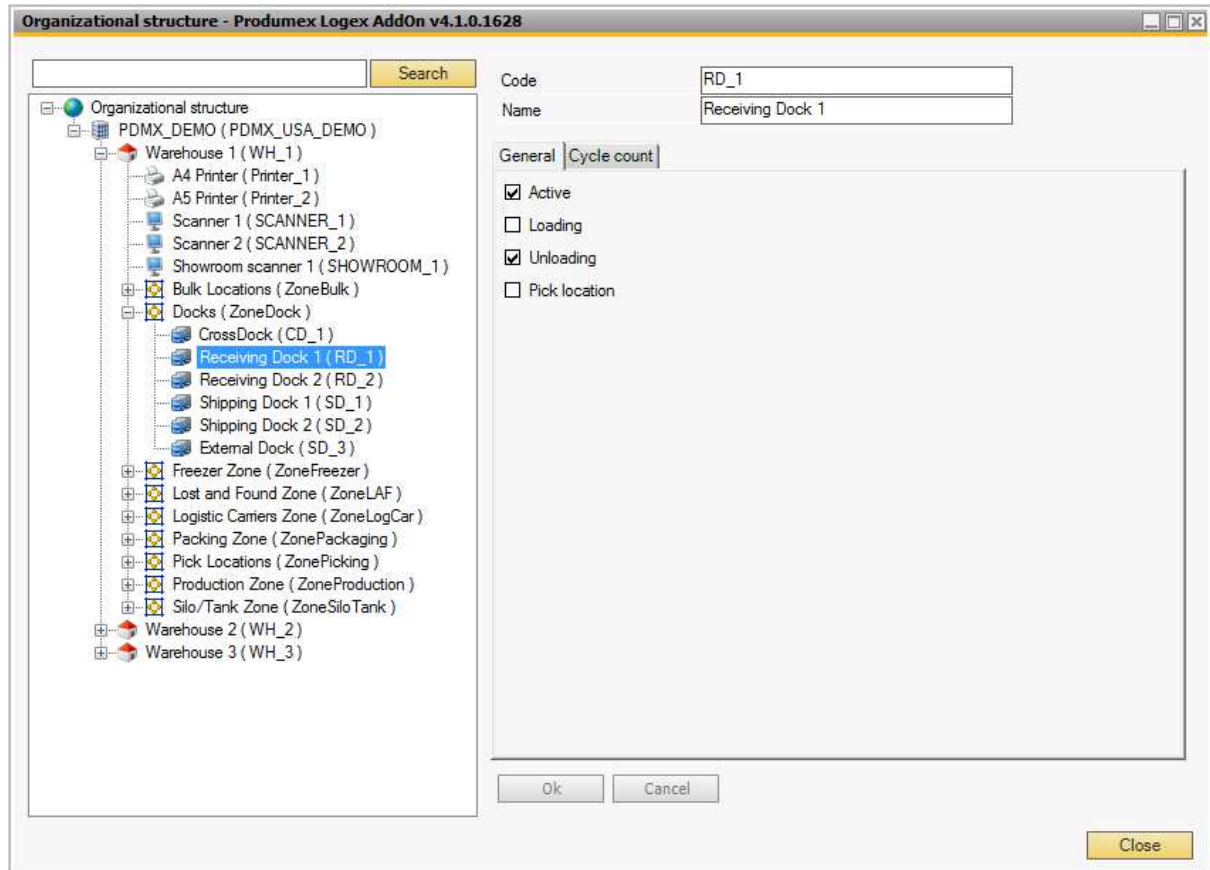 Organizational structure - Produmex Logex AddOn v4.1.0.1628
Search
Organizational structure
PDMX_DEMO ( PDMX_USA_DEMO )
Warehouse 1 ( WH_1 )
A4 Printer ( Printer_1 )
A5 Printer ( Printer_2 )
Scanner 1 ( SCANNER_1 )
Scanner 2 ( SCANNER_2 )
Showroom scanner 1 ( SHOWROOM_1 )
Bulk Locations ( ZoneBulk )
Docks ( ZoneDock )
CrossDock ( CD_1 )
Receiving Dock 1 ( RD_1 )
Receiving Dock 2 ( RD_2 )
Shipping Dock 1 ( SD_1 )
Shipping Dock 2 ( SD_2 )
External Dock ( SD_3 )
Freezer Zone ( ZoneFreezer )
Lost and Found Zone ( ZoneLAF )
Logistic Carriers Zone ( ZoneLogCar )
Packing Zone ( ZonePackaging )
Pick Locations ( ZonePicking )
Production Zone ( ZoneProduction )
Silo/Tank Zone ( ZoneSiloTank )
Warehouse 2 ( WH_2 )
Warehouse 3 ( WH_3 )
Code RD_1
Name Receiving Dock 1
General Cycle count
Active
Loading
Unloading
Pick location
Ok Cancel
Close